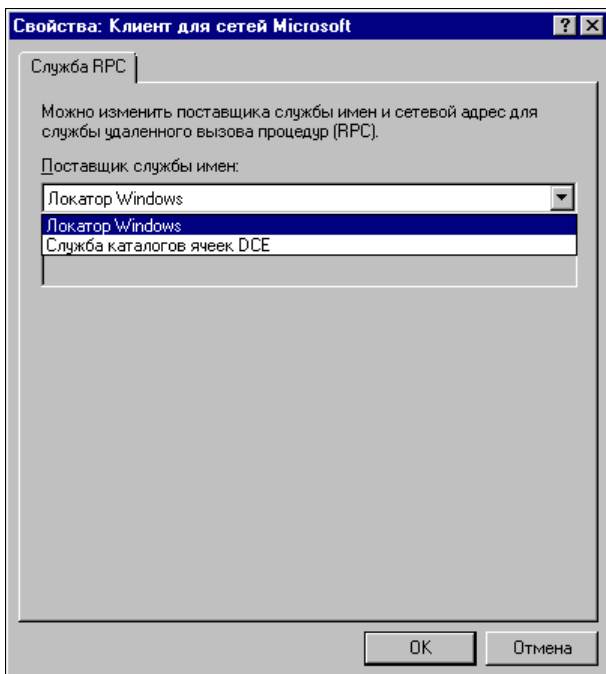 Свойства: Клиент для сетей Microsoft
Служба RPC
Можно изменить поставщика службы имен и сетевой адрес для
службы удаленного вызова процедур (RPC).
Поставщик службы имен:
Локатор Windows
Локатор Windows
Служба каталогов ячеек DCE
OK
Отмена